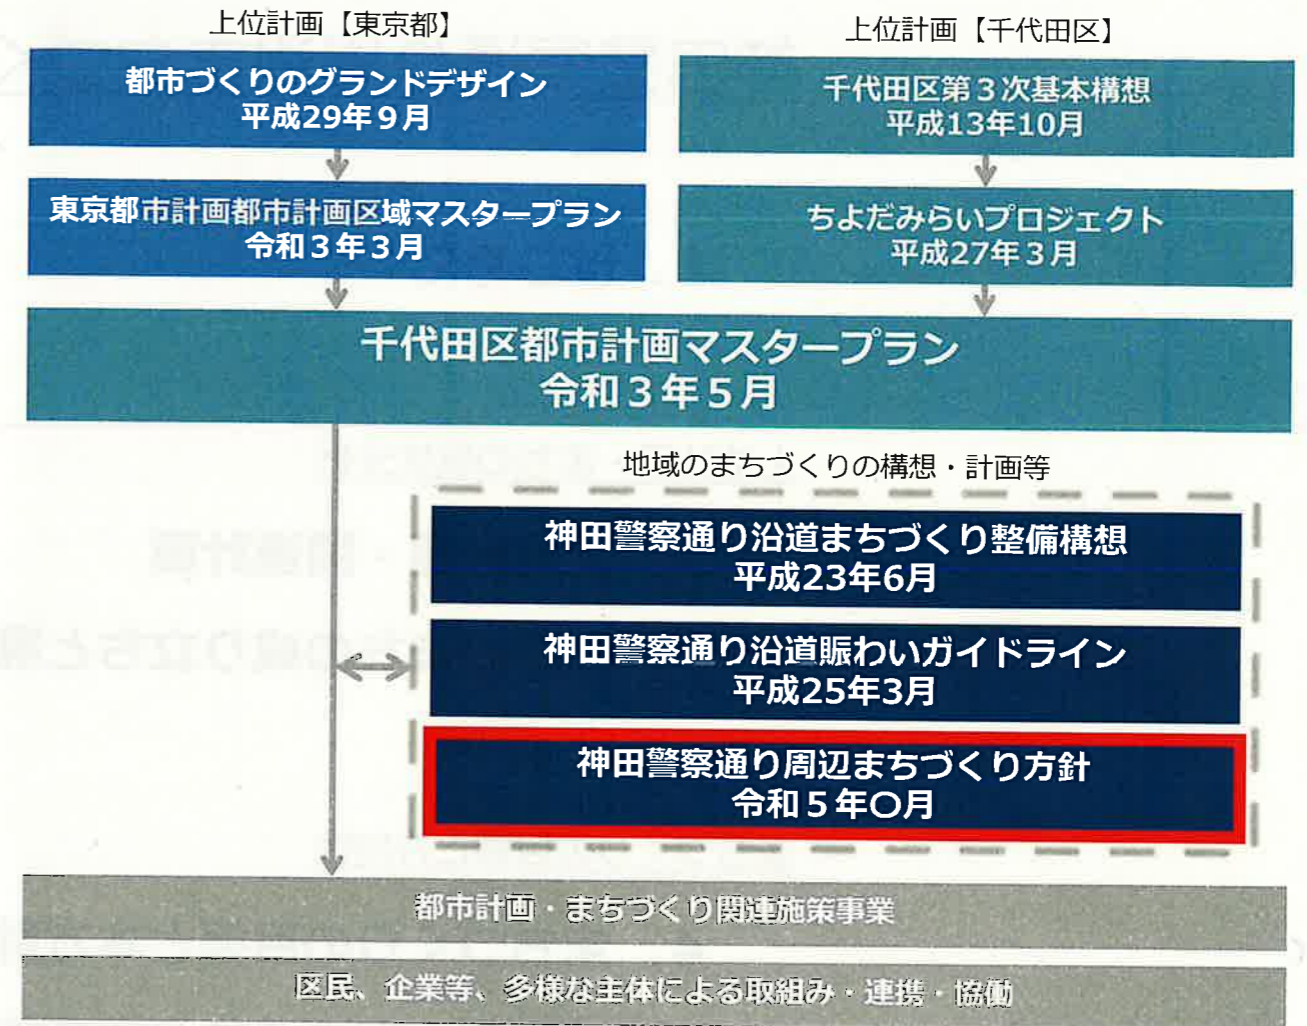 上位計画【東京都】
都市づくりのグランドデザイン
平成29年９月
東京都市計画都市計画区域マスタープラン
令和３年３月
上位計画【千代田区】
千代田区第３次基本構想
平成13年10月
ちよだみらいプロジェクト
平成27年３月
千代田区都市計画マスタープラン
令和３年５月
地域のまちづくりの構想・計画等
神田警察通り沿道まちづくり整備構想
平成23年6月
神田警察通り沿道賑わいガイドライン
平成25年3月
神田警察通り周辺まちづくり方針
令和５年〇月
都市計画・まちづくり関連施策事業
区民、企業等、多様な主体による取組み・連携・協働